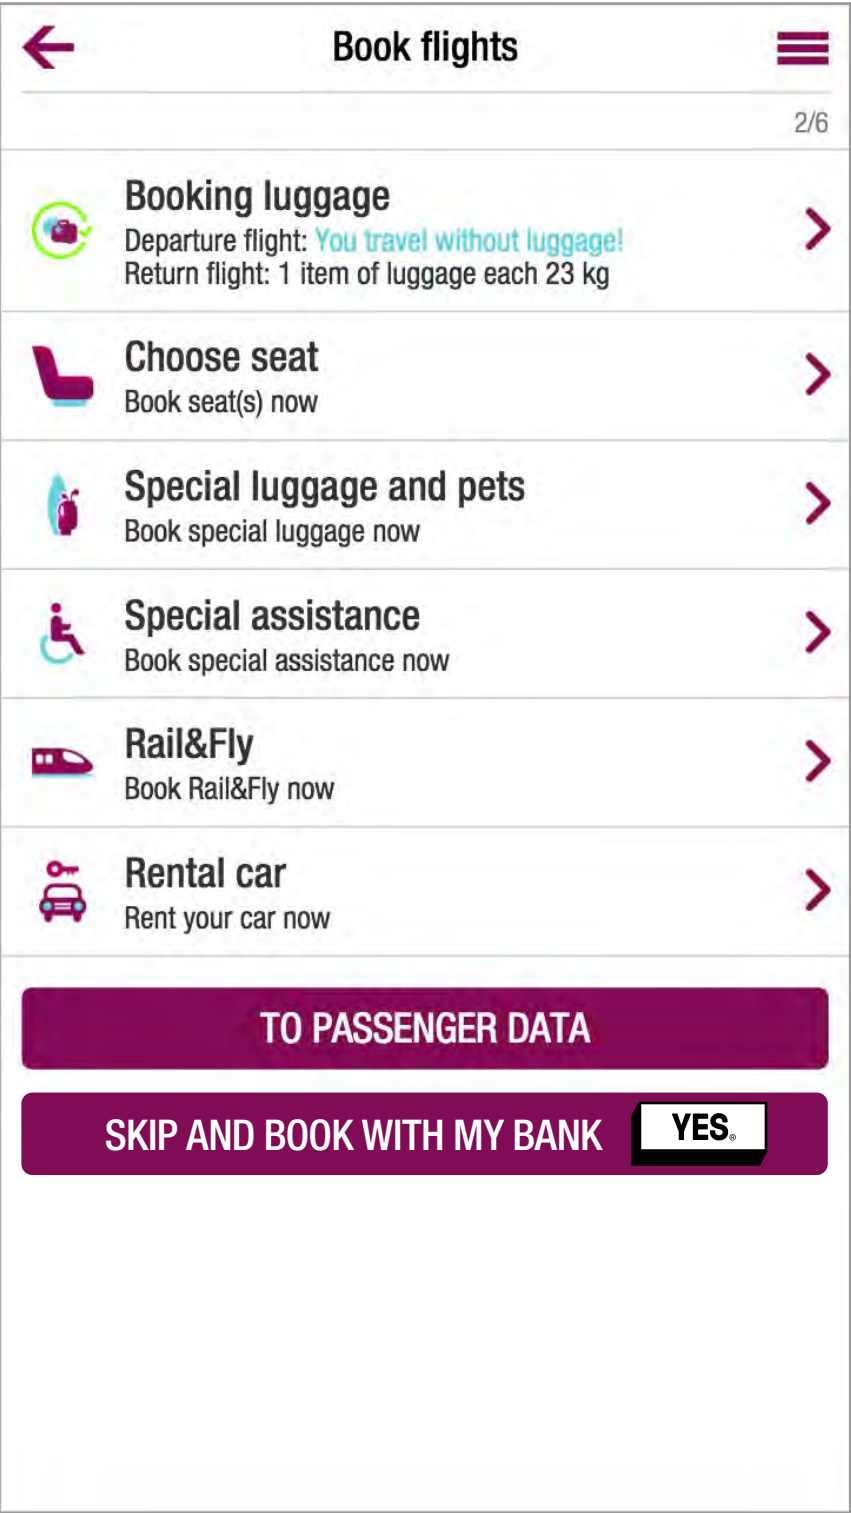 Book flights
2/6
Booking luggage
Departure flight: You travel without luggage!
Return flight: 1 item of luggage each 23 kg
Choose seat
Book seat(s) now
Special luggage and pets
Book special luggage now
Special assistance
Book special assistance now
Rail&Fly
Book Rail&Fly now
Rental car
Rent your car now
TO PASSENGER DATA
SKIP AND BOOK WITH MY BANK YES®